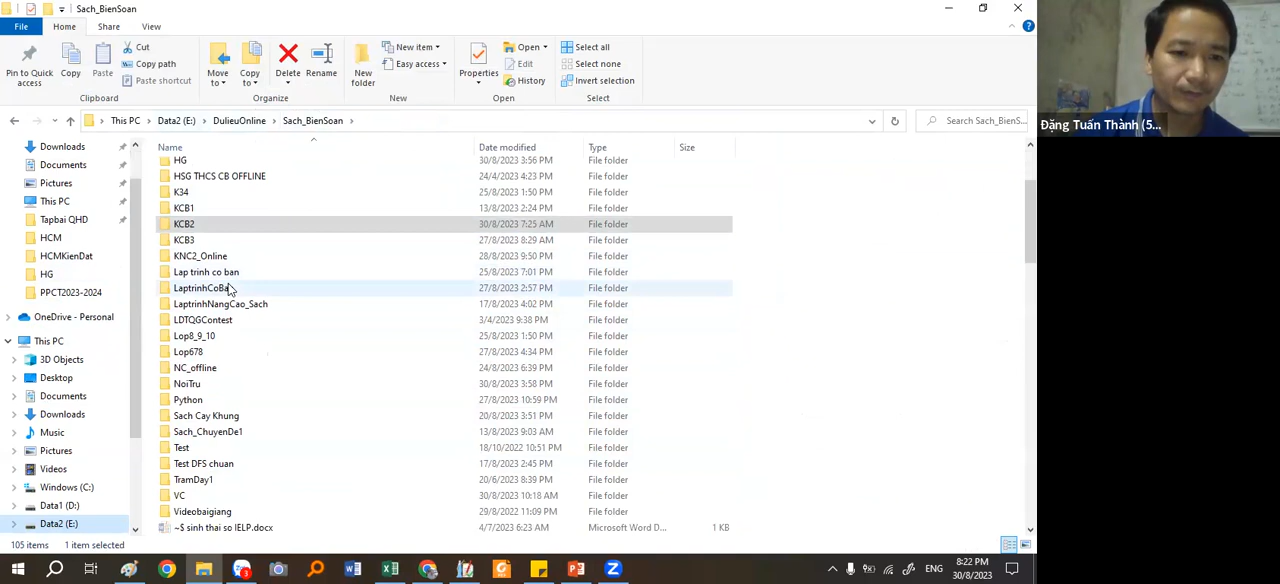 Sach_BienSoan
File Home Share View
Pin to Quick access
Copy
Paste
Cut
Copy path
Paste shortcut
Clipboard
Move to
Copy to
Delete
Rename
Organize
New folder
New item
Easy access
New
Properties
Open
Edit
History
Open
Select all
Select none
Invert selection
Select
This PC Data2 (E:) DulieuOnline Sach_BienSoan
Search Sach_BienS...
Đặng Tuấn Thành (5...
Downloads
Documents
Pictures
This PC
Tapbai QHD
HCM
HCMKienDat
HG
PPCT2023-2024
OneDrive - Personal
This PC
3D Objects
Desktop
Documents
Downloads
Music
Pictures
Videos
Windows (C:)
Data1 (D:)
Data2 (E:)
Name Date modified Type Size
HG 30/8/2023 3:56 PM File folder
HSG THCS CB OFFLINE 24/4/2023 4:23 PM File folder
K34 25/8/2023 1:50 PM File folder
KCB1 13/8/2023 2:24 PM File folder
KCB2 30/8/2023 7:25 AM File folder
KCB3 27/8/2023 8:29 AM File folder
KNC2_Online 28/8/2023 9:50 PM File folder
Lap trinh co ban 25/8/2023 7:01 PM File folder
LaptrinhCoBa 27/8/2023 2:57 PM File folder
LaptrinhNangCao_Sach 17/8/2023 4:02 PM File folder
LDTQGContest 3/4/2023 9:38 PM File folder
Lop8_9_10 25/8/2023 1:50 PM File folder
Lop678 27/8/2023 4:34 PM File folder
NC_offline 24/8/2023 6:39 PM File folder
NoiTru 30/8/2023 3:58 PM File folder
Python 27/8/2023 10:59 PM File folder
Sach Cay Khung 20/8/2023 3:51 PM File folder
Sach_ChuyenDe1 13/8/2023 9:03 AM File folder
Test 18/10/2022 10:51 PM File folder
Test DFS chuan 17/8/2023 2:45 PM File folder
TramDay1 20/6/2023 8:39 PM File folder
VC 30/8/2023 10:18 AM File folder
Videobaigiang 29/8/2022 11:09 PM File folder
~$ sinh thai so IELP.docx 4/7/2023 6:23 AM Microsoft Word D... 1 KB
105 items 1 item selected
ENG
8:22 PM
30/8/2023